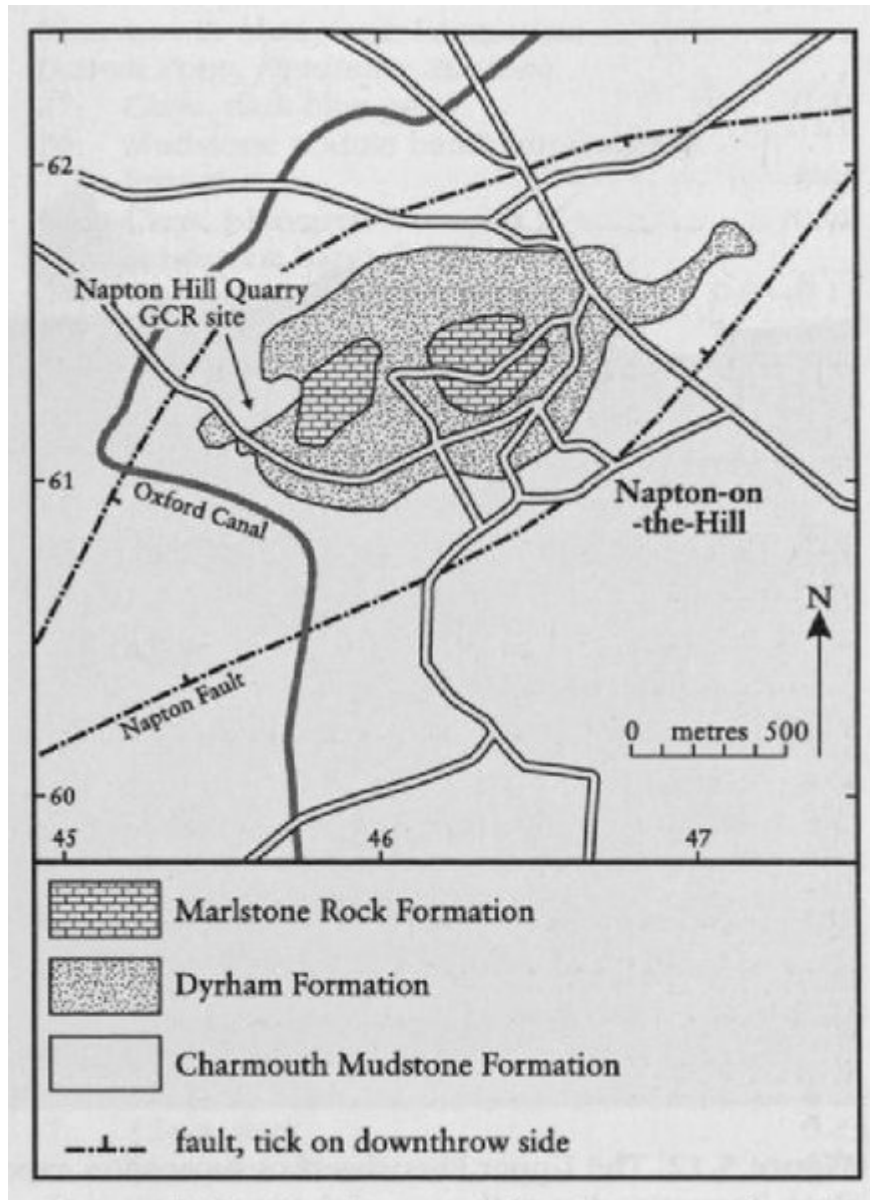 62
Napton Hill Quarry
GCR site
61
Oxford Canal
Napton-on
-the-Hill
N
Napton Fault
0 metres 500
60
45 46 47
Marlstone Rock Formation
Dyrham Formation
Charmouth Mudstone Formation
fault, tick on downthrow side